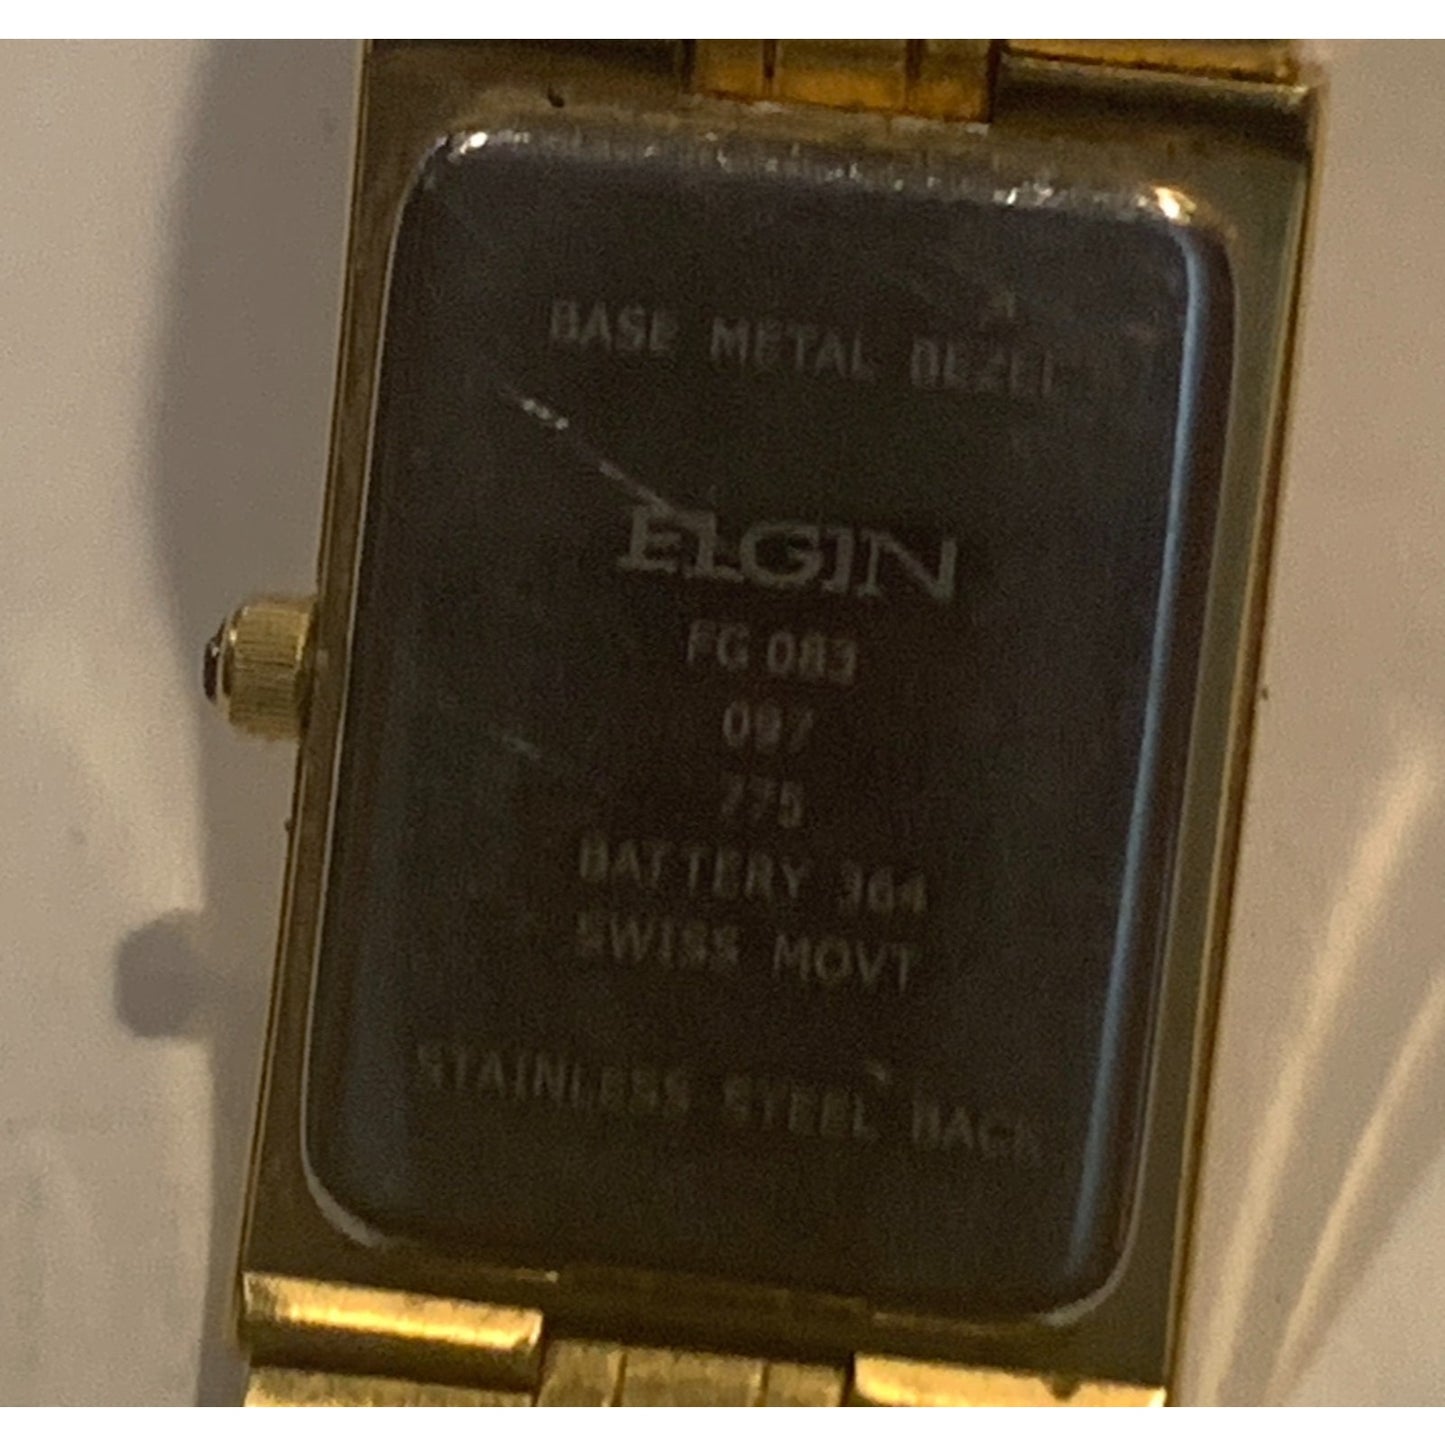 BASE METAL BEZEL
ELGIN
FG 083
097
775
BATTERY 364
SWISS MOVT
STAINLESS STEEL BACK